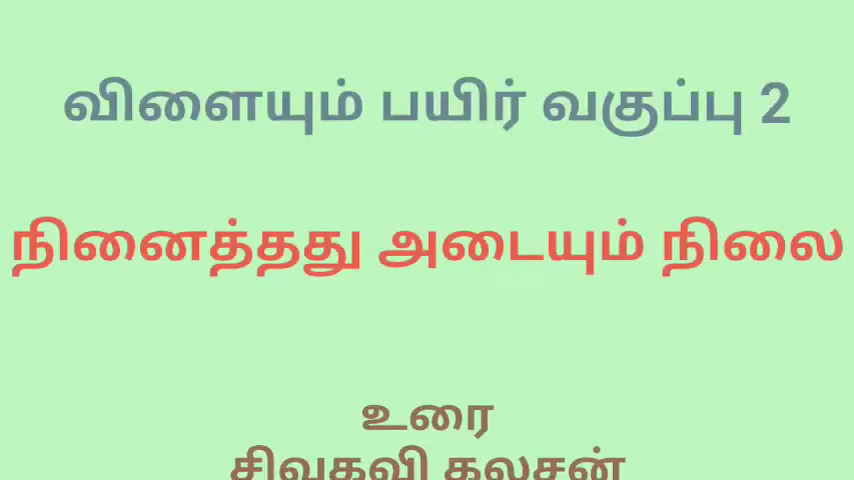 விளையும் பயிர் வகுப்பு 2
நினைத்தது அடையும் நிலை
உரை
சிவகவி கலசன்